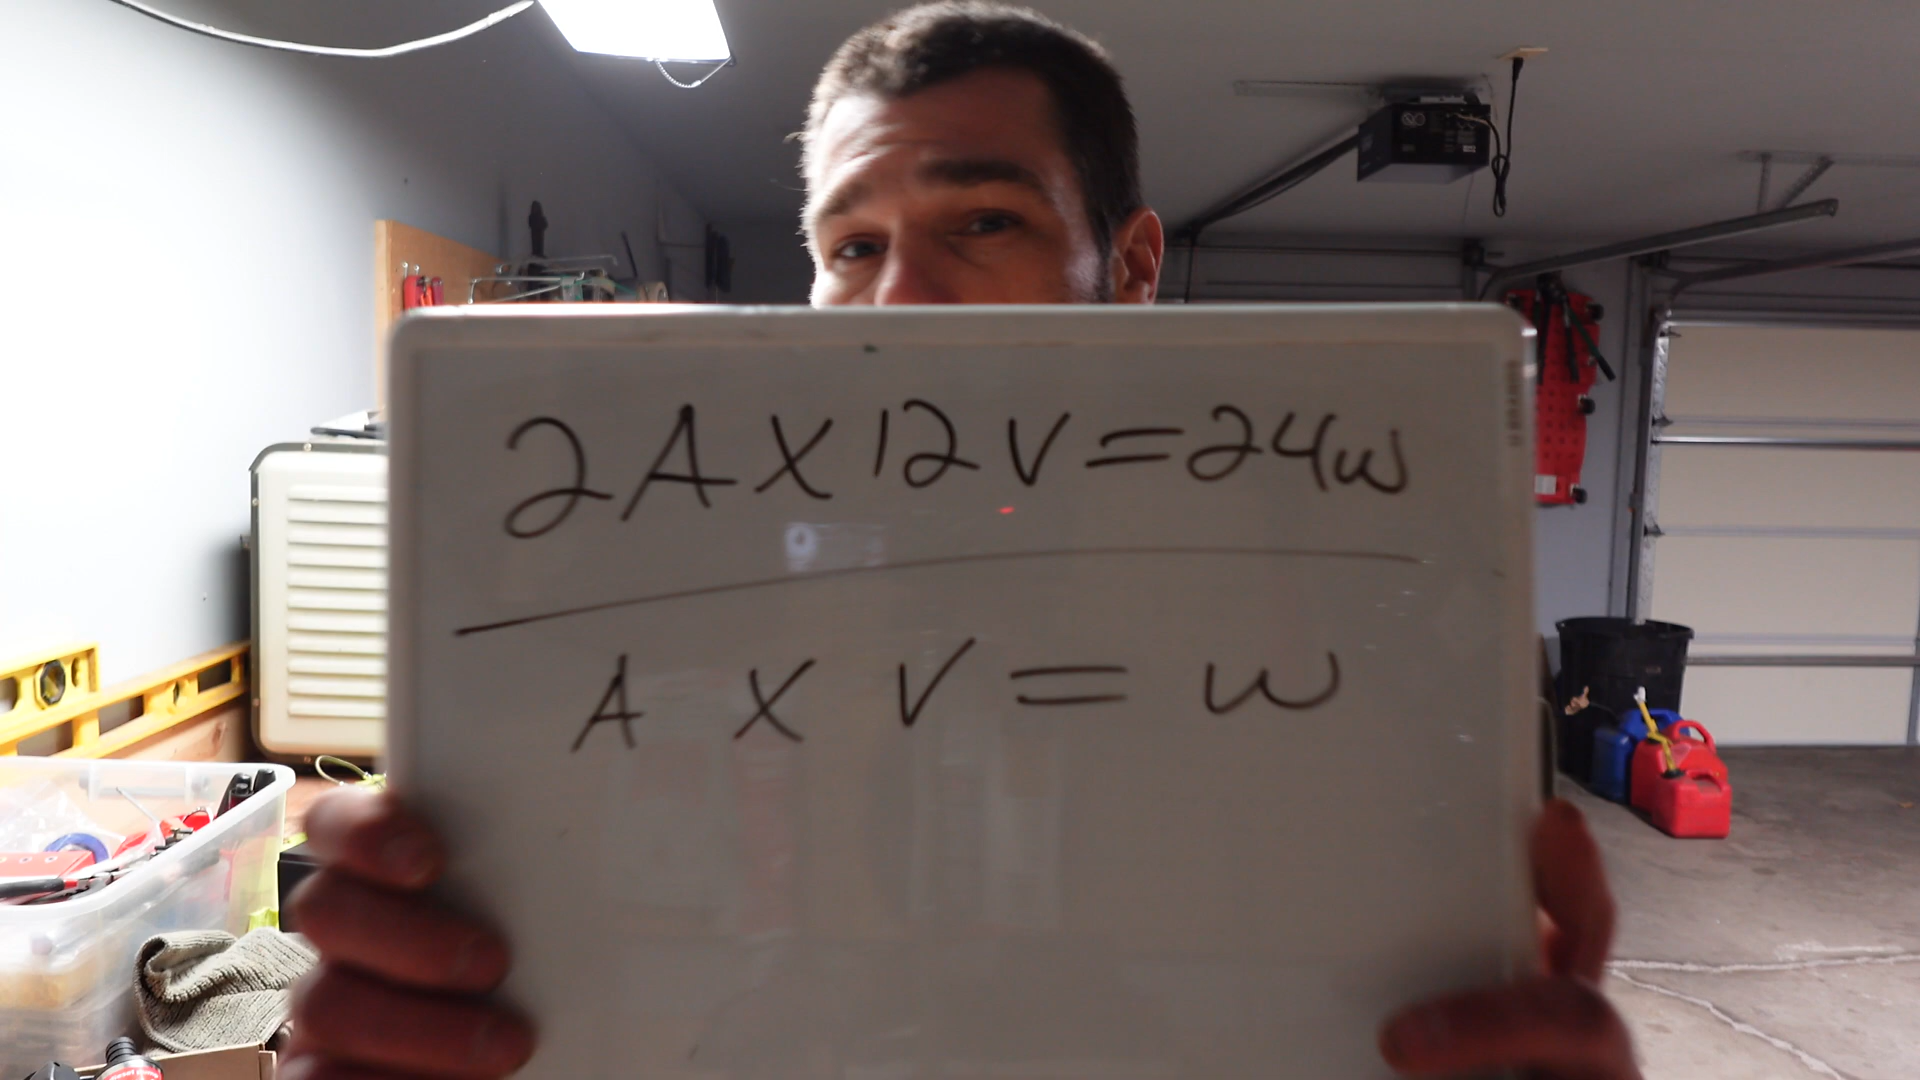 2A X 12V = 24W
A X V = W